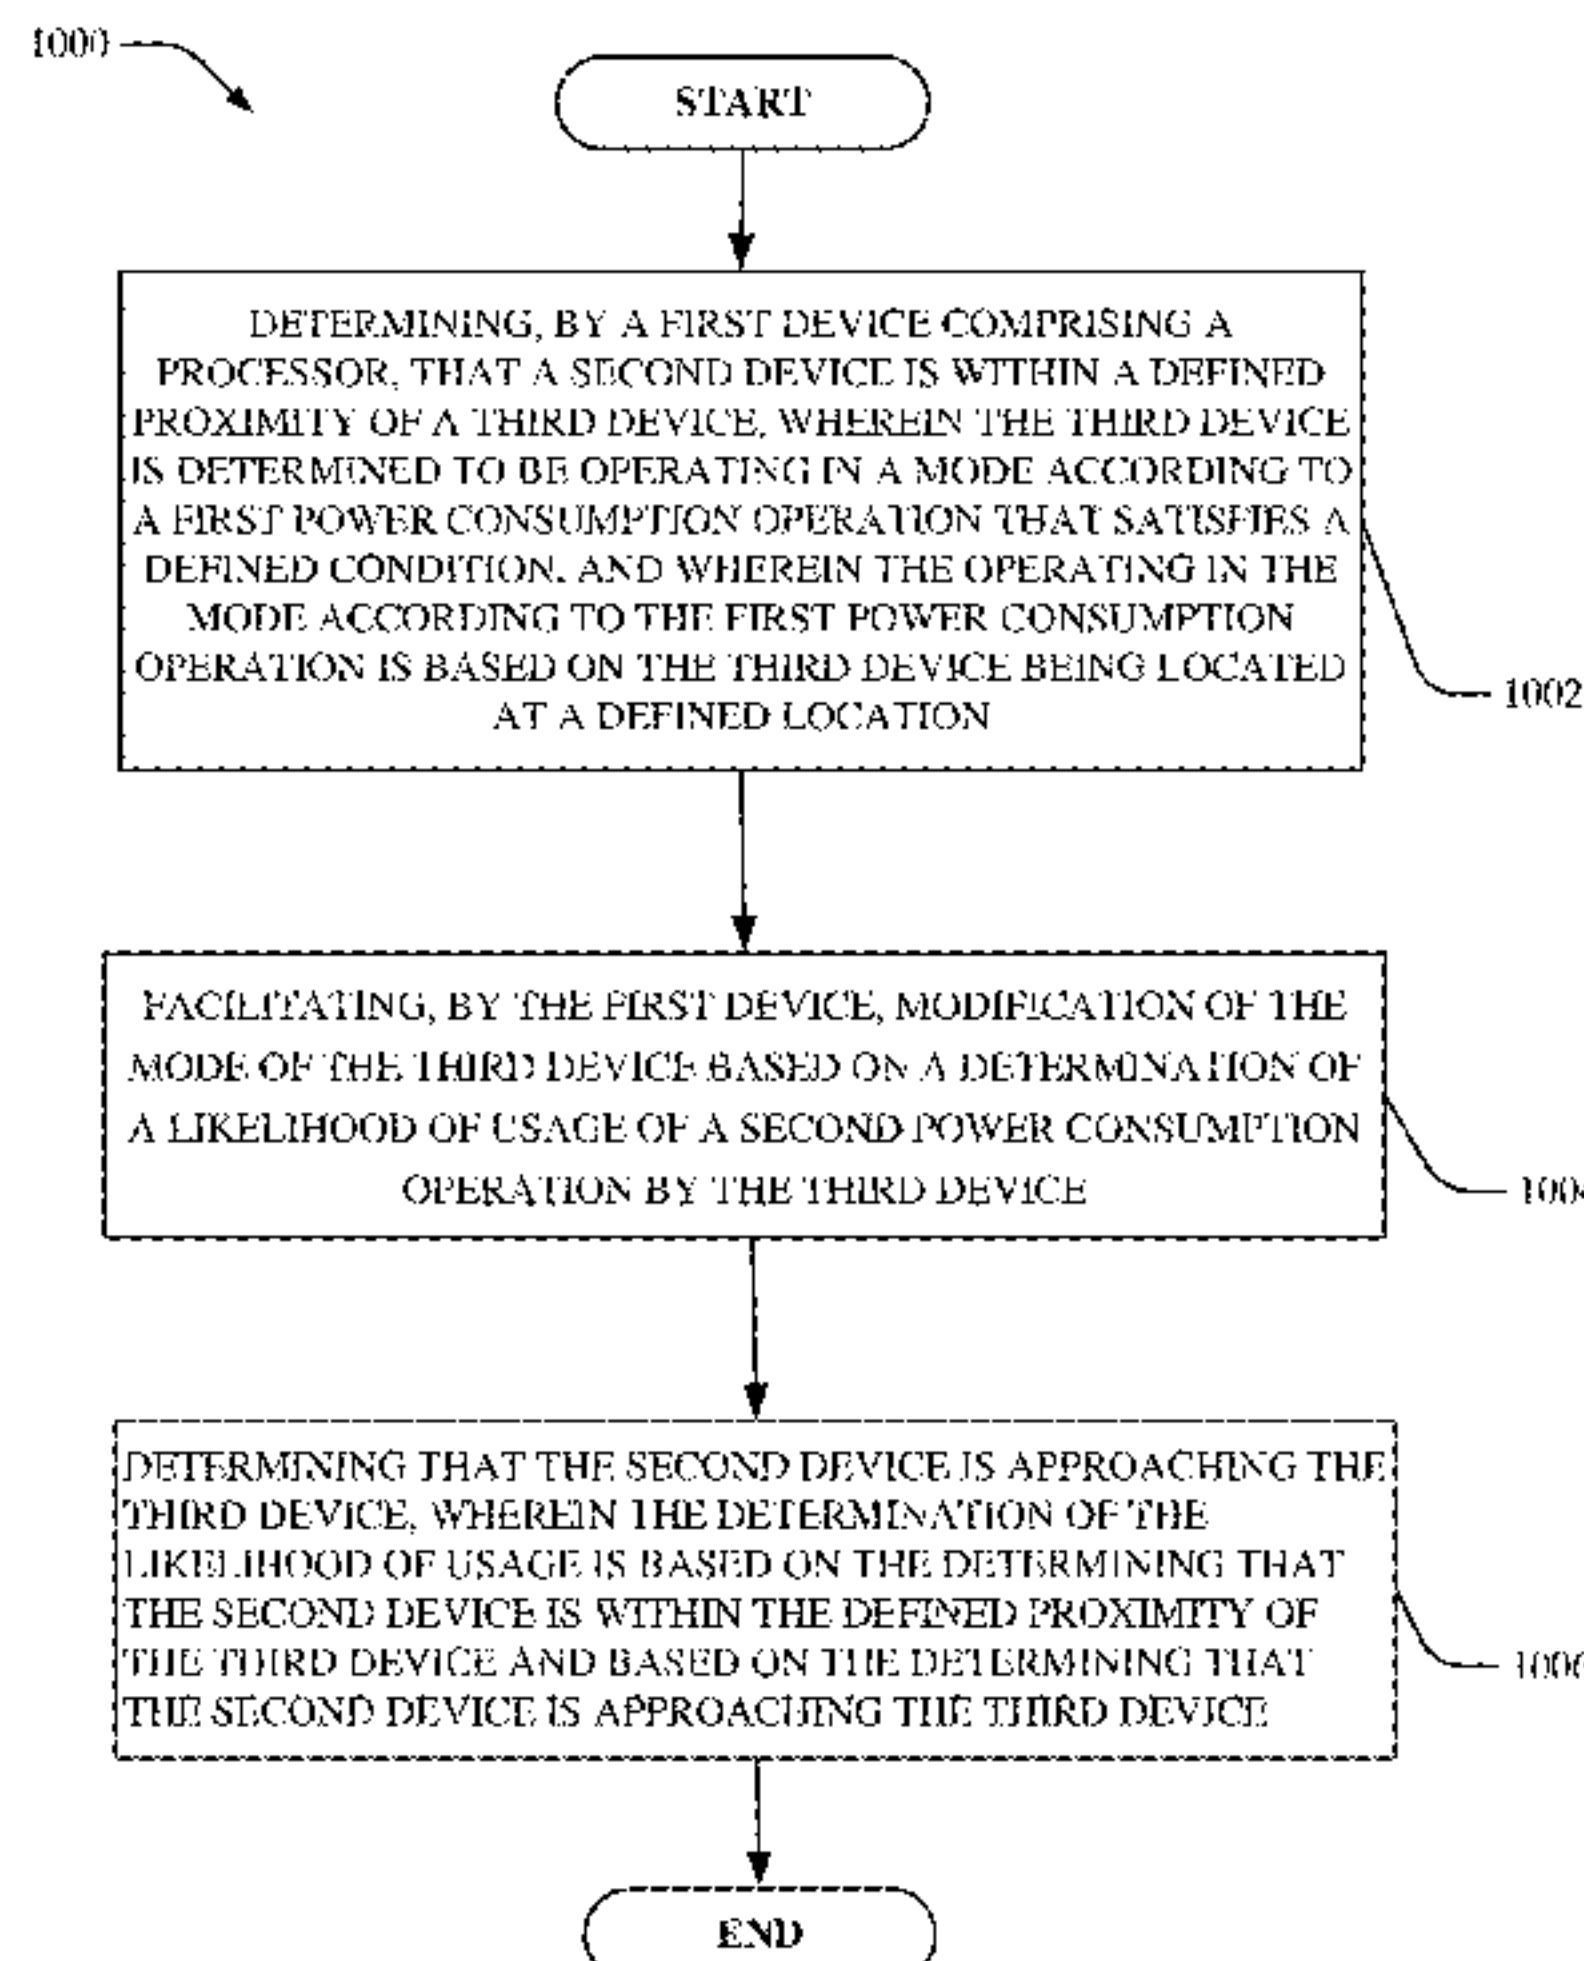 1000
START
DETERMINING, BY A FIRST DEVICE COMPRISING A
PROCESSOR, THAT A SECOND DEVICE IS WITHIN A DEFINED
PROXIMITY OF A THIRD DEVICE, WHEREIN THE THIRD DEVICE
IS DETERMINED TO BE OPERATING IN A MODE ACCORDING TO
A FIRST POWER CONSUMPTION OPERATION THAT SATISFIES A
DEFINED CONDITION, AND WHEREIN THE OPERATING IN THE
MODE ACCORDING TO THE FIRST POWER CONSUMPTION
OPERATION IS BASED ON THE THIRD DEVICE BEING LOCATED
AT A DEFINED LOCATION
1002
FACILITATING, BY THE FIRST DEVICE, MODIFICATION OF THE
MODE OF THE THIRD DEVICE BASED ON A DETERMINATION OF
A LIKELIHOOD OF USAGE OF A SECOND POWER CONSUMPTION
OPERATION BY THE THIRD DEVICE
1004
DETERMINING THAT THE SECOND DEVICE IS APPROACHING THE
THIRD DEVICE, WHEREIN THE DETERMINATION OF THE
LIKELIHOOD OF USAGE IS BASED ON THE DETERMINING THAT
THE SECOND DEVICE IS WITHIN THE DEFINED PROXIMITY OF
THE THIRD DEVICE AND BASED ON THE DETERMINING THAT
THE SECOND DEVICE IS APPROACHING THE THIRD DEVICE
1006
END